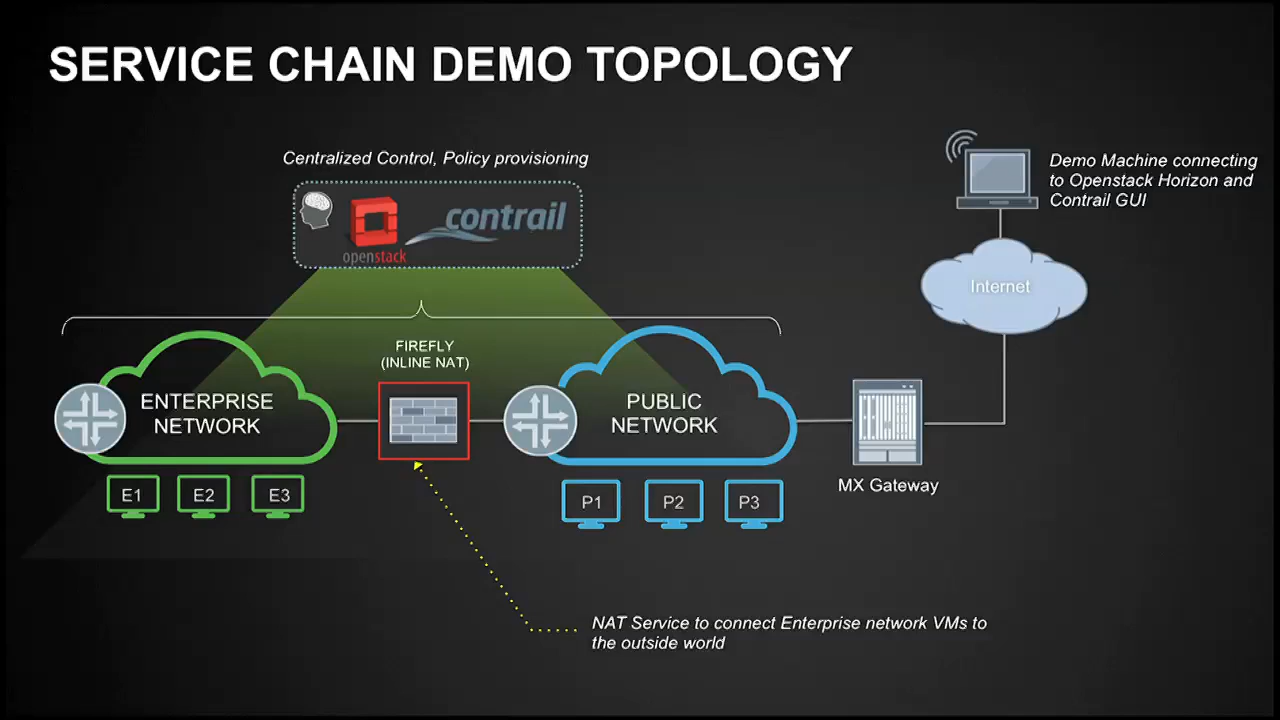 SERVICE CHAIN DEMO TOPOLOGY
Centralized Control, Policy provisioning
openstack
contrail
Demo Machine connecting
to Openstack Horizon and
Contrail GUI
Internet
FIREFLY
(INLINE NAT)
ENTERPRISE
NETWORK
PUBLIC
NETWORK
MX Gateway
E1
E2
E3
P1
P2
P3
NAT Service to connect Enterprise network VMs to
the outside world